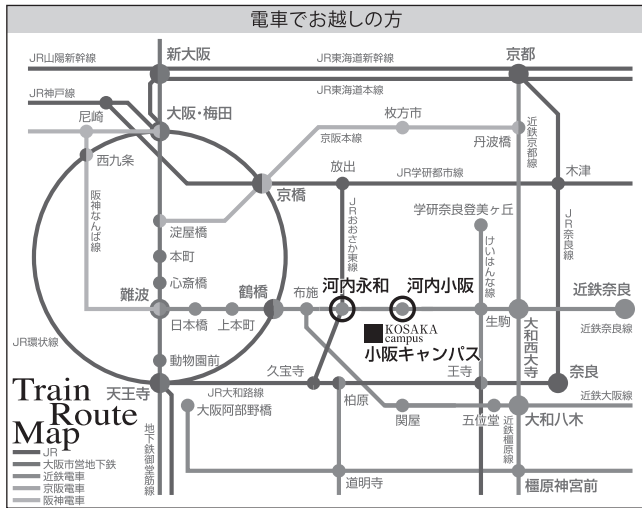 電車でお越しの方
JR山陽新幹線
新大阪
JR東海道新幹線
京都
JR神戸線
JR東海道本線
尼崎
大阪・梅田
枚方市
京阪本線
丹波橋
近鉄京都線
西九条
放出
JR学研都市線
木津
京橋
阪神なんば線
淀屋橋
JRおおさか東線
学研奈良登美ヶ丘
けいはんな線
JR奈良線
本町
心斎橋
難波
鶴橋
布施
河内永和
河内小阪
近鉄奈良
日本橋
上本町
生駒
大和西大寺
近鉄奈良線
KOSAKA
campus
小阪キャンパス
JR環状線
動物園前
久宝寺
王寺
奈良
天王寺
JR大和路線
柏原
近鉄大阪線
大阪阿部野橋
関屋
五位堂
大和八木
地下鉄御堂筋線
近鉄橿原線
道明寺
橿原神宮前
Train
Route
Map
JR
大阪市営地下鉄
近鉄電車
京阪電車
阪神電車